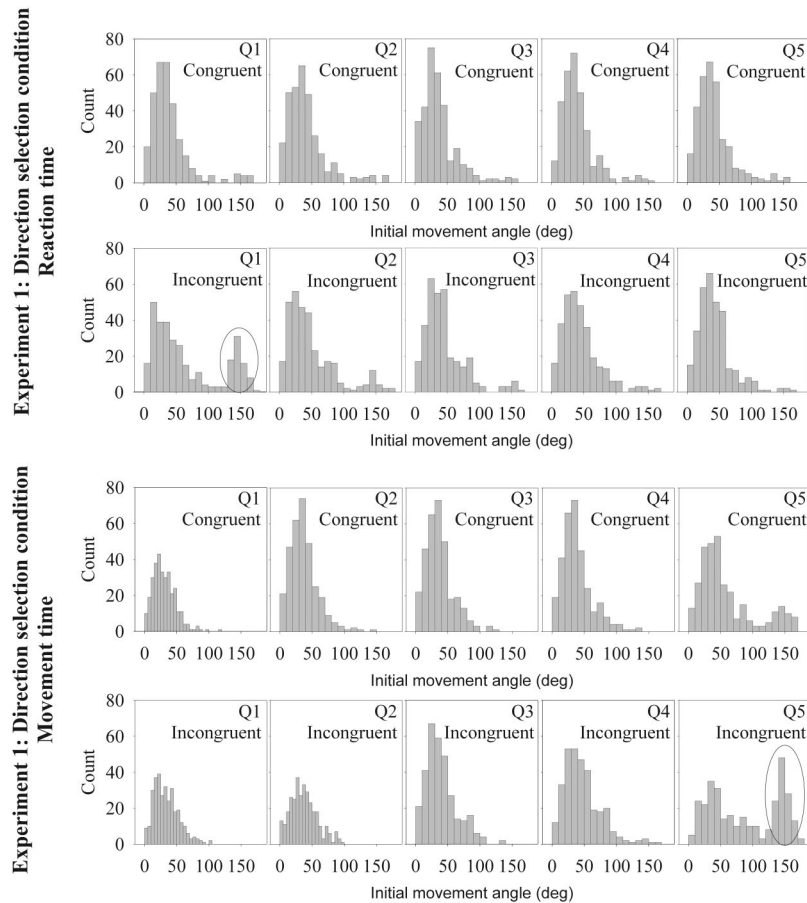 Experiment 1: Direction selection condition
Reaction time
Q1 Q2 Q3 Q4 Q5
Congruent Congruent Congruent Congruent Congruent
80
60
40
20
0
Count
0 50 100 150 0 50 100 150 0 50 100 150 0 50 100 150 0 50 100 150
Initial movement angle (deg)
Q1 Q2 Q3 Q4 Q5
Incongruent Incongruent Incongruent Incongruent Incongruent
80
60
40
20
0
Count
0 50 100 150 0 50 100 150 0 50 100 150 0 50 100 150 0 50 100 150
Initial movement angle (deg)
Experiment 1: Direction selection condition
Movement time
Q1 Q2 Q3 Q4 Q5
Congruent Congruent Congruent Congruent Congruent
80
60
40
20
0
Count
0 50 100 150 0 50 100 150 0 50 100 150 0 50 100 150 0 50 100 150
Initial movement angle (deg)
Q1 Q2 Q3 Q4 Q5
Incongruent Incongruent Incongruent Incongruent Incongruent
80
60
40
20
0
Count
0 50 100 150 0 50 100 150 0 50 100 150 0 50 100 150 0 50 100 150
Initial movement angle (deg)